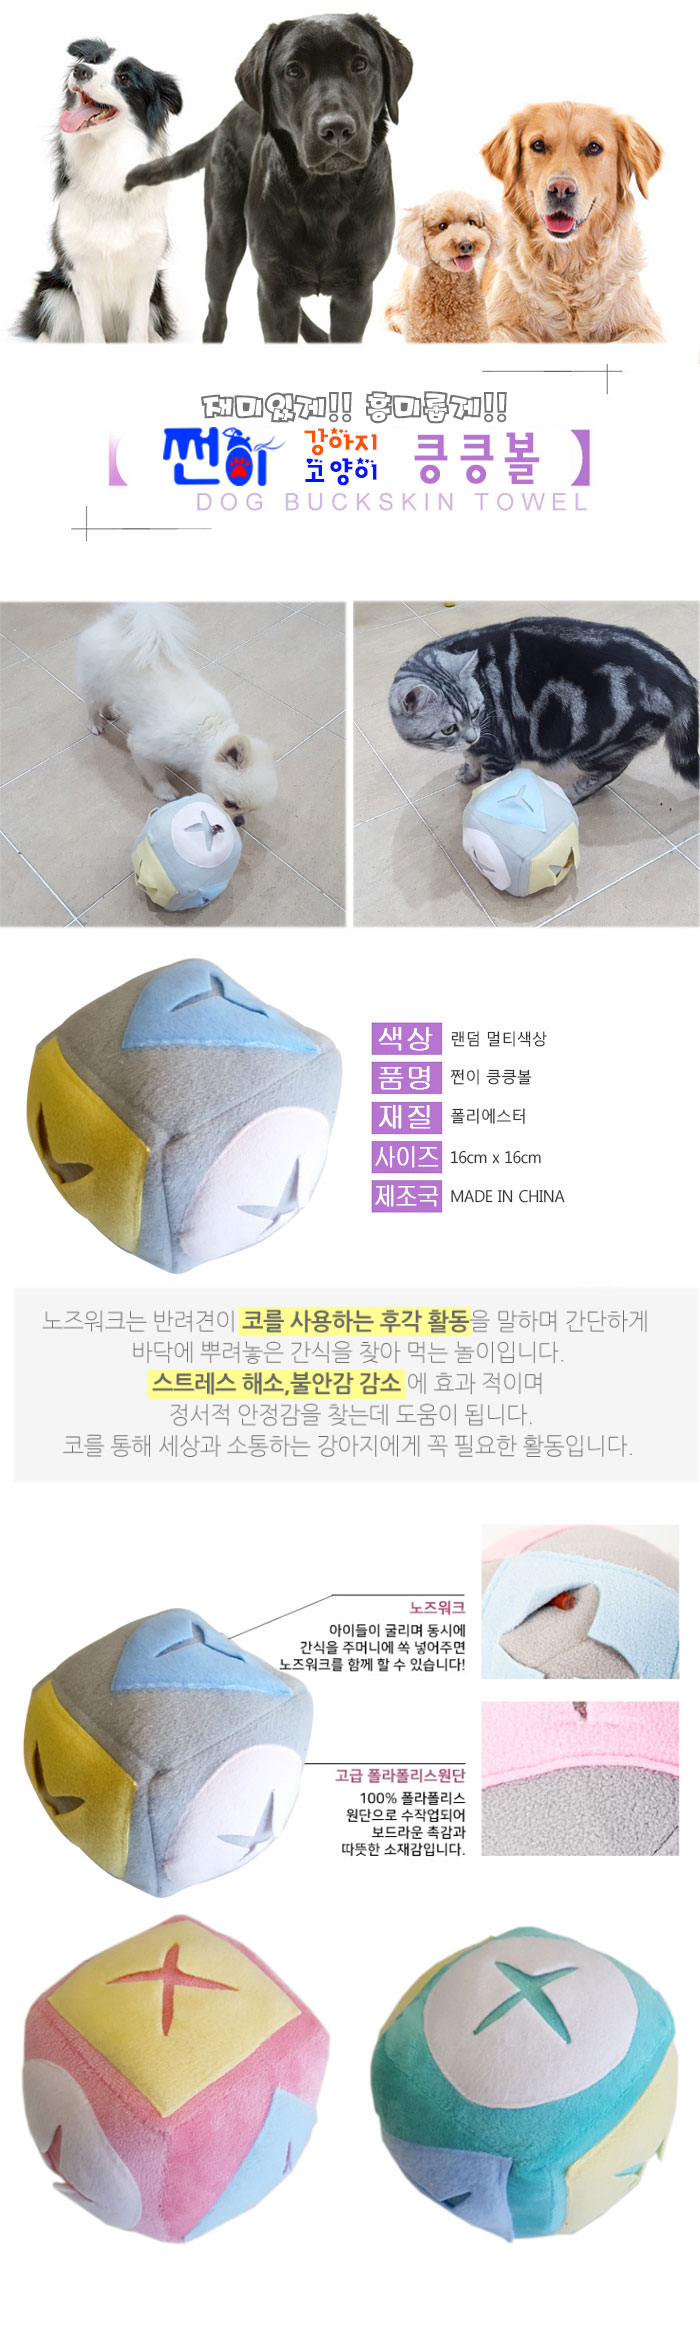 재미있게!! 흥미롭게!!
쩐이 강아지 고양이 킁킁볼
DOG BUCKSKIN TOWEL
색상 랜덤 멀티색상
품명 쩐이 킁킁볼
재질 폴리에스터
사이즈 16cm x 16cm
제조국 MADE IN CHINA
노즈워크는 반려견이 코를 사용하는 후각 활동을 말하며 간단하게
바닥에 뿌려놓은 간식을 찾아 먹는 놀이입니다.
스트레스 해소,불안감 감소 에 효과 적이며
정서적 안정감을 찾는데 도움이 됩니다.
코를 통해 세상과 소통하는 강아지에게 꼭 필요한 활동입니다.
노즈워크
아이들이 굴리며 동시에
간식을 주머니에 쏙 넣어주면
노즈워크를 함께 할 수 있습니다!
고급 폴라폴리스원단
100% 폴라폴리스
원단으로 수작업되어
보드라운 촉감과
따뜻한 소재감입니다.